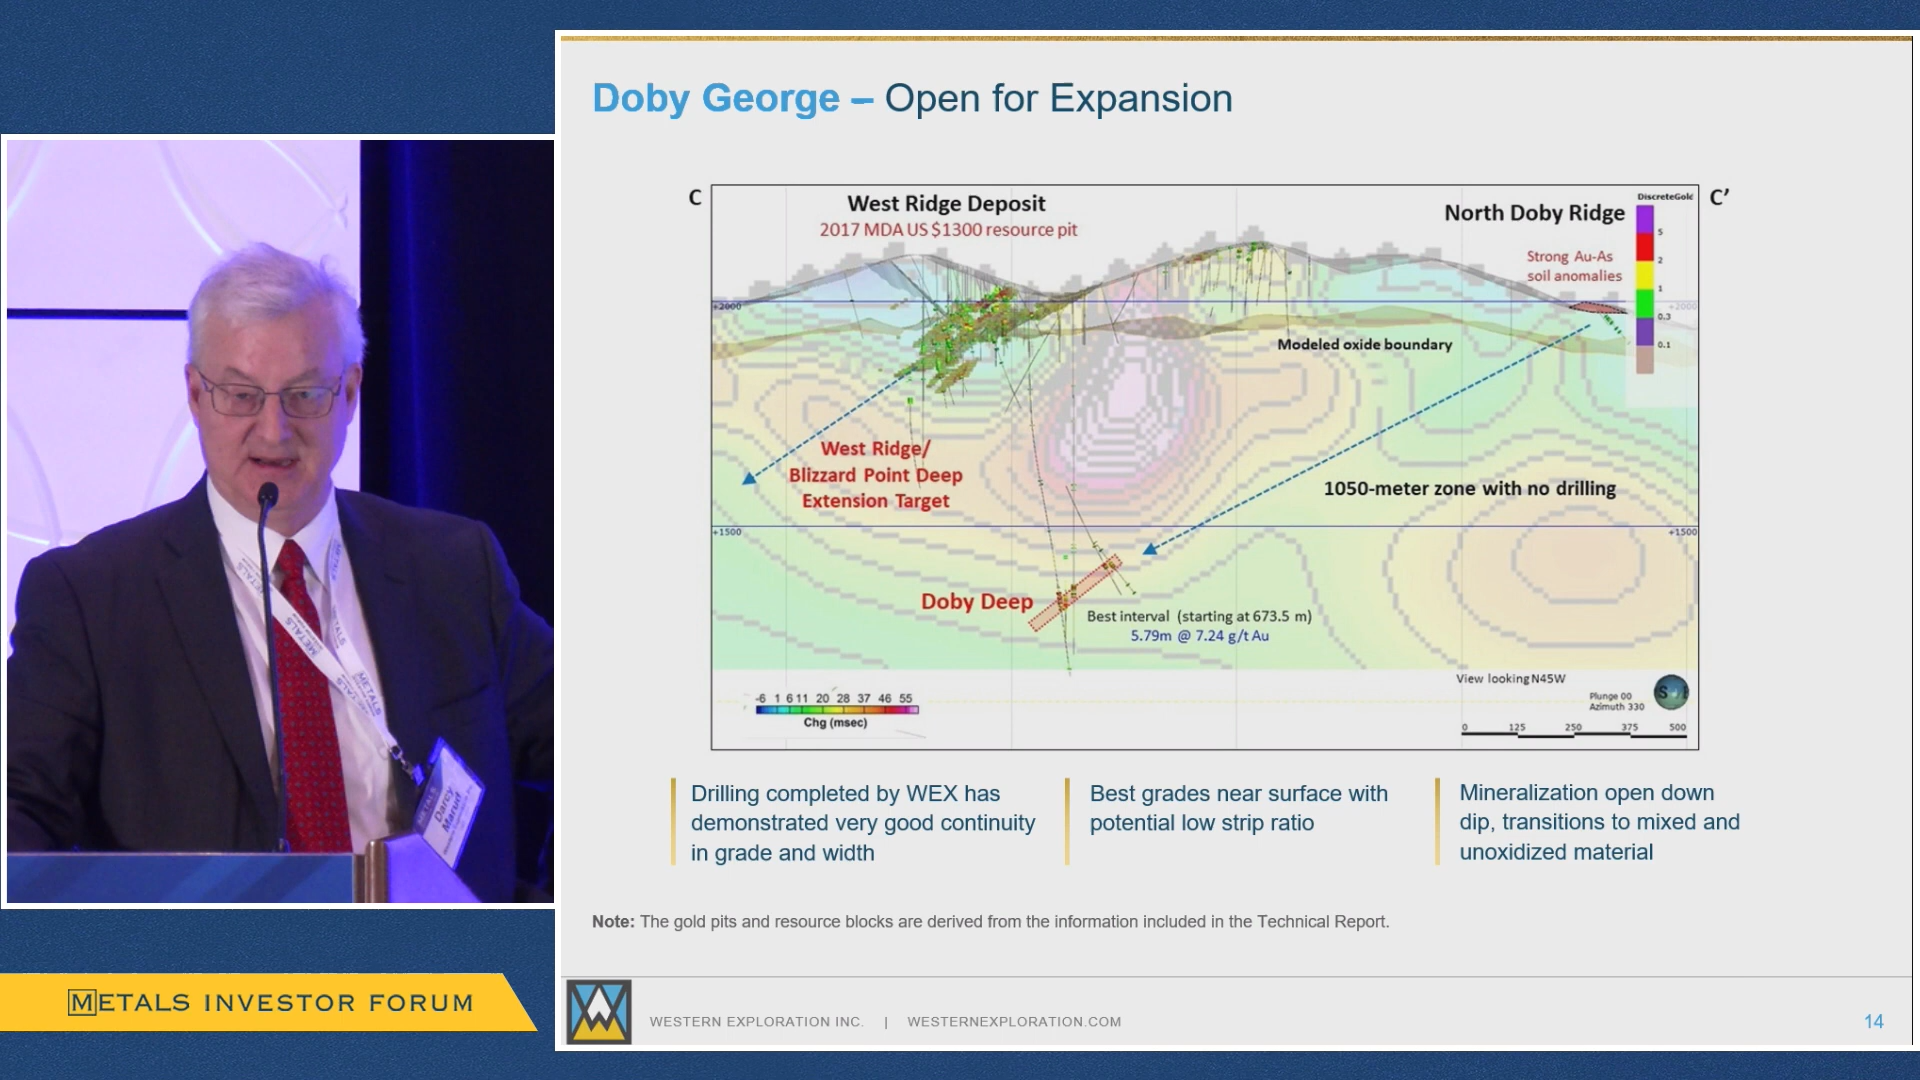 Doby George – Open for Expansion
C
C’
West Ridge Deposit
2017 MDA US $1300 resource pit
North Doby Ridge
DiscreteGold
5
2
1
0.3
0.1
Strong Au-As
soil anomalies
+2000
+2000
Modeled oxide boundary
West Ridge/
Blizzard Point Deep
Extension Target
1050-meter zone with no drilling
+1500
+1500
Doby Deep
Best interval (starting at 673.5 m)
5.79m @ 7.24 g/t Au
View looking N45W
Plunge 00
Azimuth 330
0 125 250 375 500
-6 1 6 11 20 28 37 46 55
Chg (msec)
Drilling completed by WEX has
demonstrated very good continuity
in grade and width
Best grades near surface with
potential low strip ratio
Mineralization open down
dip, transitions to mixed and
unoxidized material
Note: The gold pits and resource blocks are derived from the information included in the Technical Report.
WESTERN EXPLORATION INC. | WESTERNEXPLORATION.COM
14
METALS INVESTOR FORUM
METALS
Darcy
Marud